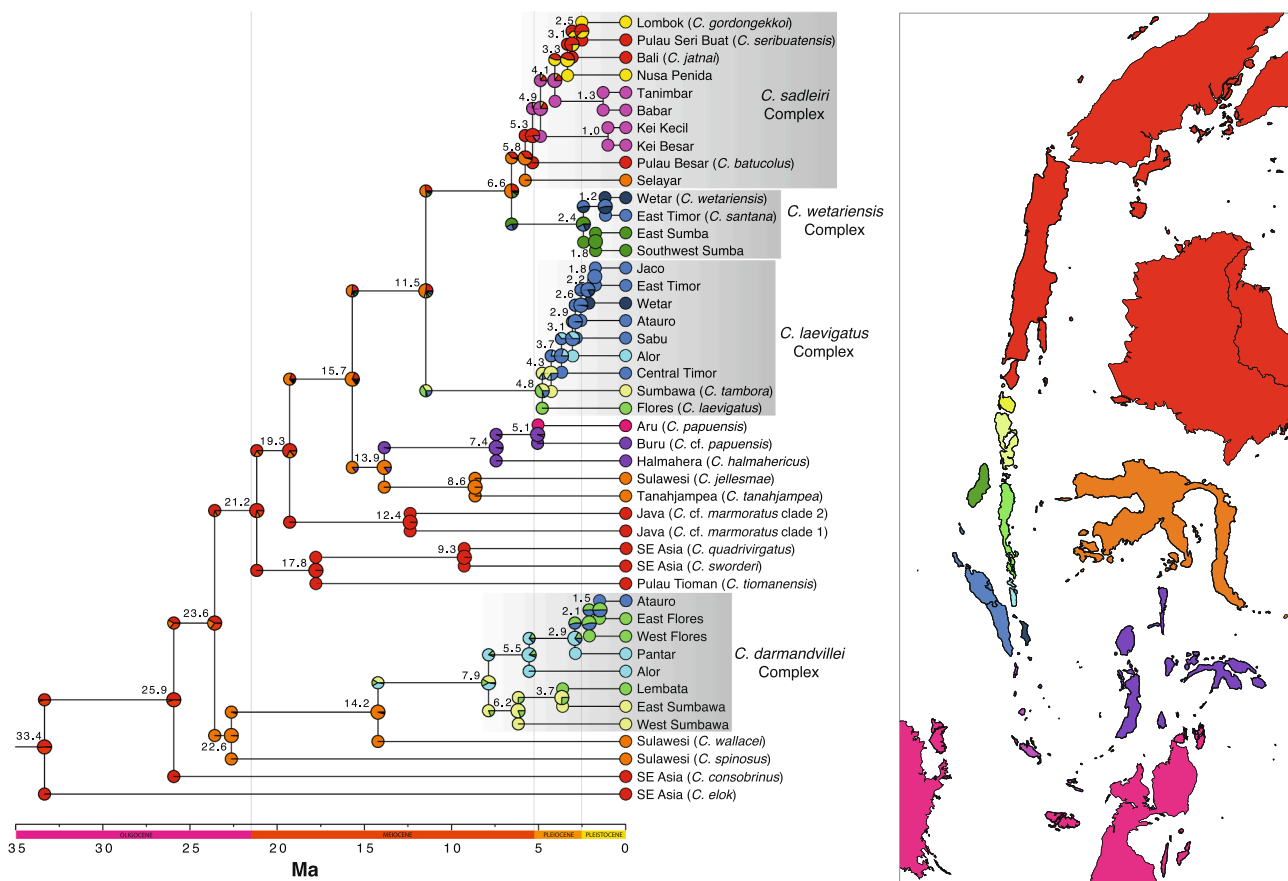 2.5
Lombok (C. gordongekkoi)
3.1
Pulau Seri Buat (C. seribuatensis)
3.3
Bali (C. jatnai)
4.1
Nusa Penida
Tanimbar
1.3
C. sadleiri
Complex
4.9
Babar
Kei Kecil
5.3
1.0
Kei Besar
5.8
Pulau Besar (C. batucolus)
6.6
Selayar
1.2
Wetar (C. wetariensis)
2.4
East Timor (C. santana)
C. wetariensis
Complex
East Sumba
1.8
Southwest Sumba
1.8
Jaco
2.2
East Timor
11.5
2.6
Wetar
2.9
Atauro
3.1
Sabu
C. laevigatus
Complex
3.7
Alor
4.3
Central Timor
15.7
4.8
Sumbawa (C. tambora)
Flores (C. laevigatus)
5.1
Aru (C. papuensis)
19.3
7.4
Buru (C. cf. papuensis)
13.9
Halmahera (C. halmahericus)
8.6
Sulawesi (C. jellesmae)
Tanahjampea (C. tanahjampea)
21.2
12.4
Java (C. cf. marmoratus clade 2)
Java (C. cf. marmoratus clade 1)
9.3
SE Asia (C. quadrivirgatus)
17.8
SE Asia (C. sworderi)
Pulau Tioman (C. tiomanensis)
23.6
1.5
Atauro
2.1
East Flores
2.9
West Flores
5.5
Pantar
C. darmandvillei
Complex
7.9
Alor
25.9
14.2
3.7
Lembata
6.2
East Sumbawa
West Sumbawa
33.4
22.6
Sulawesi (C. wallacei)
Sulawesi (C. spinosus)
SE Asia (C. consobrinus)
SE Asia (C. elok)
OLIGOCENE
MEIOCENE
PLEIOCENE
PLEISTOCENE
35 30 25 20 15 10 5 0
Ma